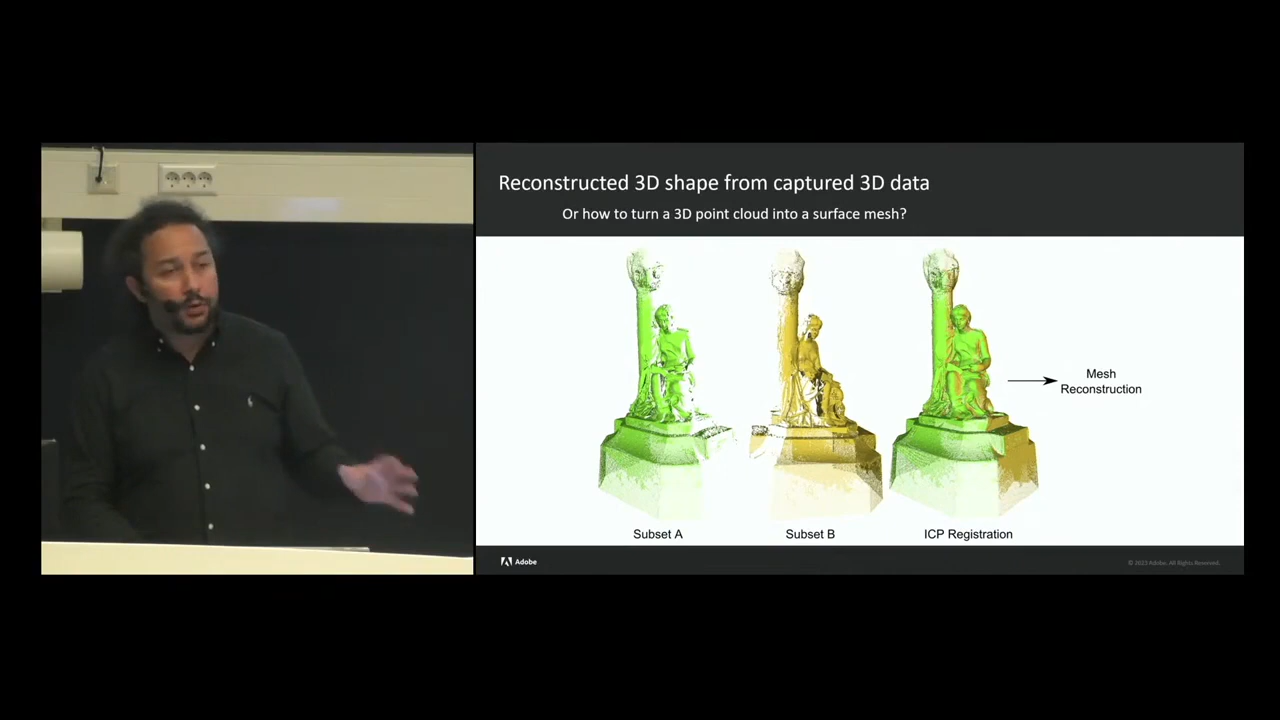 Reconstructed 3D shape from captured 3D data
Or how to turn a 3D point cloud into a surface mesh?
Mesh
Reconstruction
Subset A
Subset B
ICP Registration
Adobe
© 2023 Adobe. All Rights Reserved.